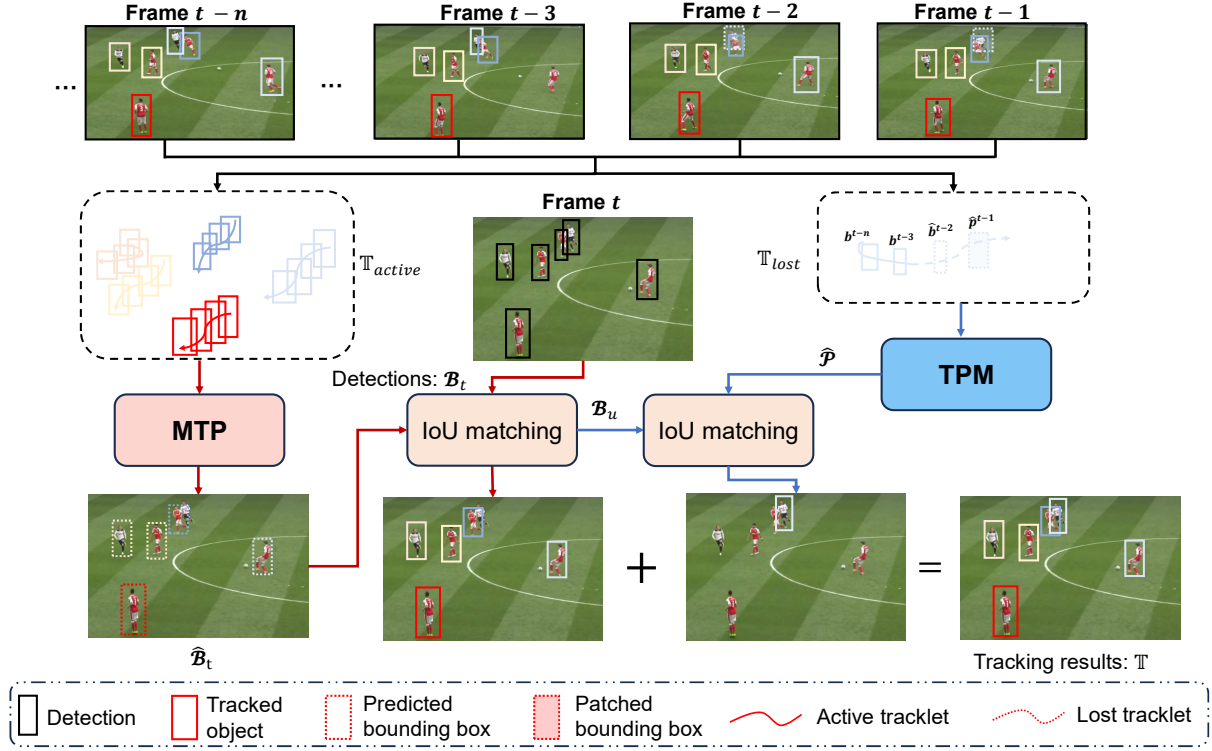 Frame t − n
Frame t − 3
Frame t − 2
Frame t − 1
...
...
𝕋active
Frame t
b^t-n
b^t-3
b̂^t-2
p̂^t-1
𝕋lost
Detections: 𝓑t
𝓟̂
TPM
MTP
IoU matching
𝓑u
IoU matching
+
=
𝓑̂t
Tracking results: 𝕋
Detection
Tracked object
Predicted bounding box
Patched bounding box
Active tracklet
Lost tracklet